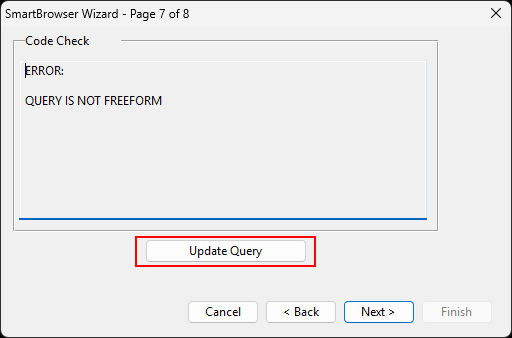 SmartBrowser Wizard - Page 7 of 8
Code Check
ERROR:
QUERY IS NOT FREEFORM
Update Query
Cancel
< Back
Next >
Finish